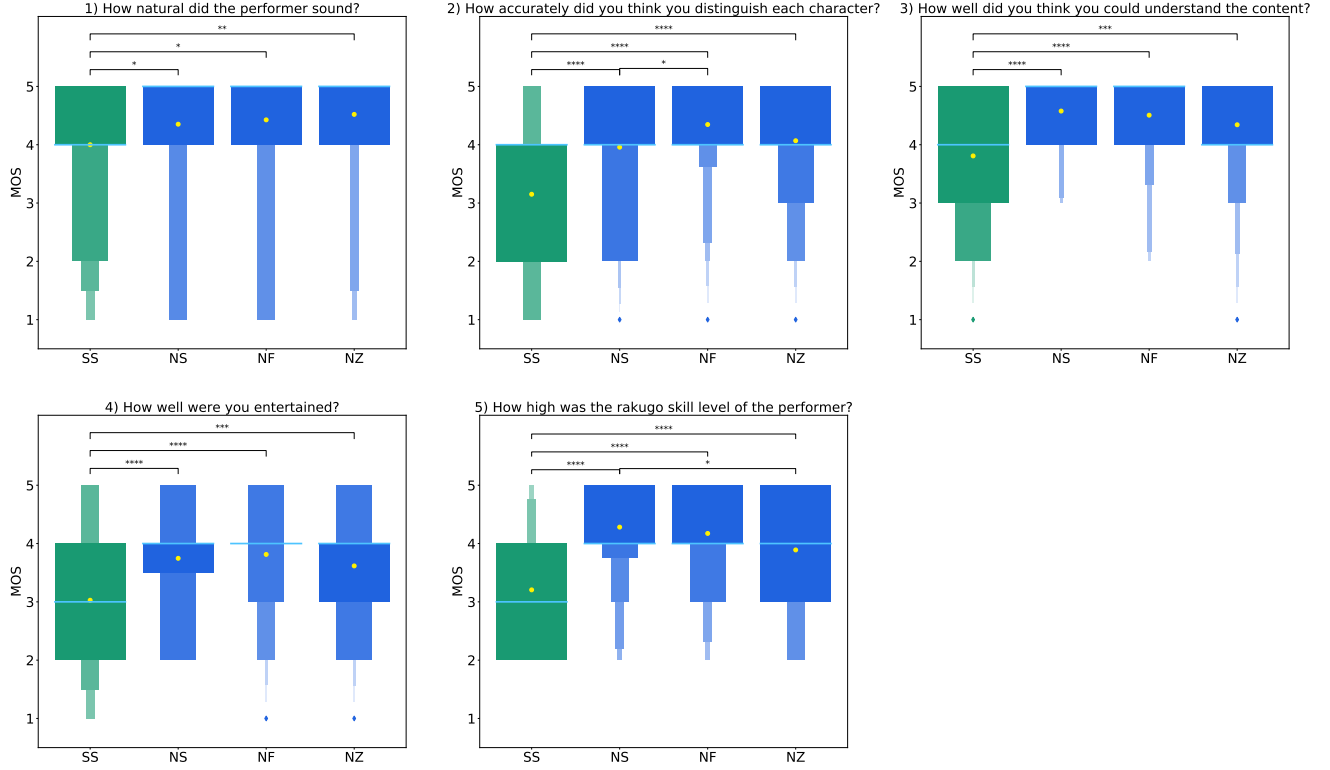 1) How natural did the performer sound?
**
*
*
5
4
3
2
1
MOS
SS NS NF NZ
2) How accurately did you think you distinguish each character?
****
****
**** *
5
4
3
2
1
MOS
SS NS NF NZ
3) How well did you think you could understand the content?
***
****
****
5
4
3
2
1
MOS
SS NS NF NZ
4) How well were you entertained?
***
****
****
5
4
3
2
1
MOS
SS NS NF NZ
5) How high was the rakugo skill level of the performer?
****
****
**** *
5
4
3
2
1
MOS
SS NS NF NZ